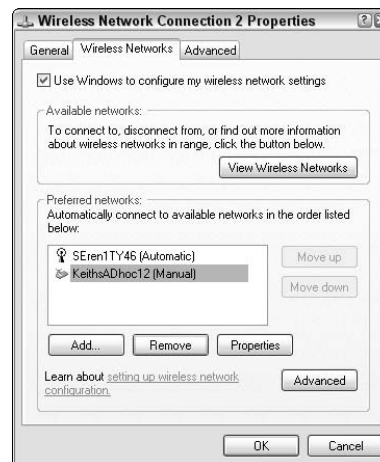 Wireless Network Connection 2 Properties
General
Wireless Networks
Advanced
Use Windows to configure my wireless network settings
Available networks:
To connect to, disconnect from, or find out more information
about wireless networks in range, click the button below.
View Wireless Networks
Preferred networks:
Automatically connect to available networks in the order listed
below:
SEren1TY46 (Automatic)
KeithsADhoc12 (Manual)
Move up
Move down
Add...
Remove
Properties
Learn about setting up wireless network
configuration.
Advanced
OK
Cancel